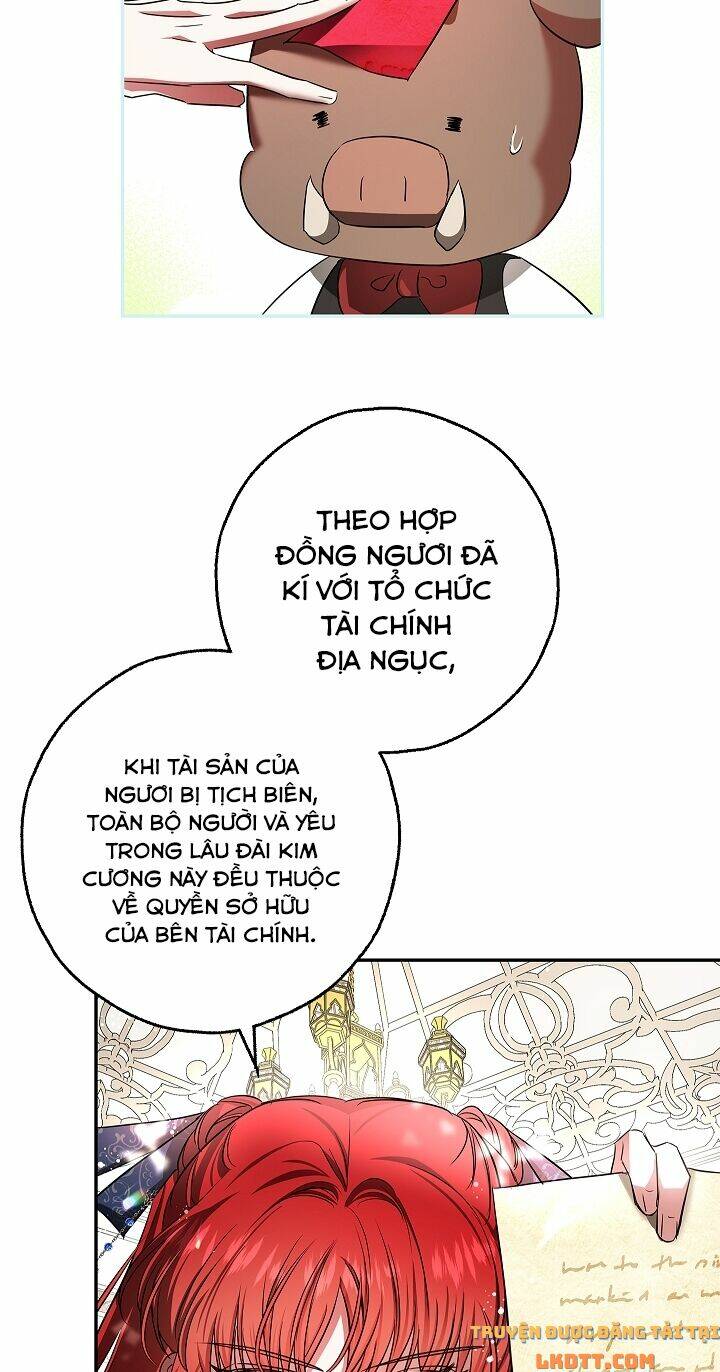 THEO HỢP
ĐỒNG NGƯƠI ĐÃ
KÍ VỚI TỔ CHỨC
TÀI CHÍNH
ĐỊA NGỤC,
KHI TÀI SẢN CỦA
NGƯƠI BỊ TỊCH BIÊN,
TOÀN BỘ NGƯỜI VÀ YÊU
TRONG LÂU ĐÀI KIM
CƯƠNG NÀY ĐỀU THUỘC
VỀ QUYỀN SỞ HỮU
CỦA BÊN TÀI CHÍNH.
to the
TRUYỆN ĐƯỢC ĐĂNG TẢI TẠI
LKDTT.COM